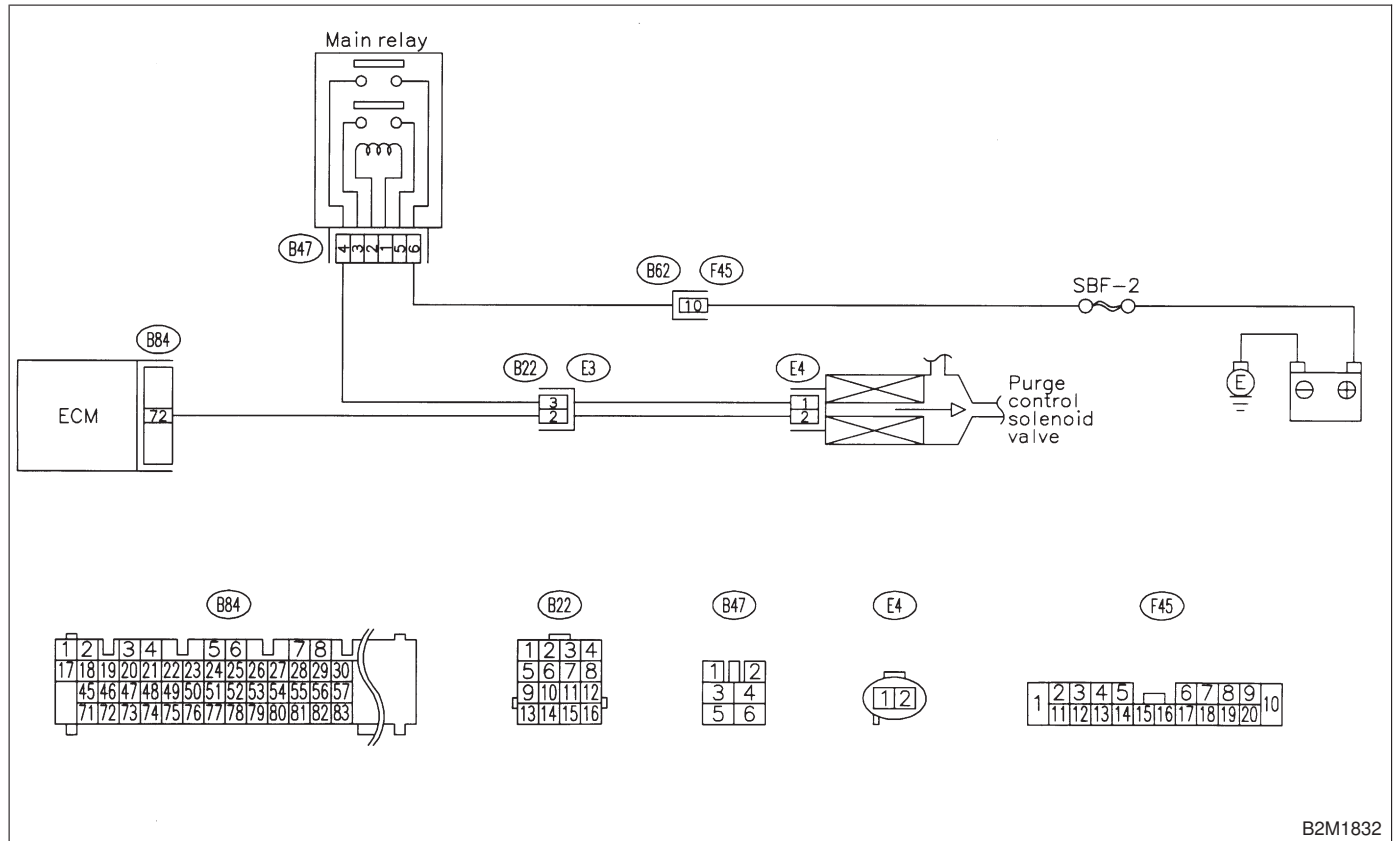 Main relay
B47
4 3 2 1 5 6
B62 F45
10
SBF-2
B84
ECM
72
B22 E3
3
2
E4
1
2
Purge
control
solenoid
valve
E
B84
1 2 3 4 5 6 7 8
17 18 19 20 21 22 23 24 25 26 27 28 29 30
45 46 47 48 49 50 51 52 53 54 55 56 57
71 72 73 74 75 76 77 78 79 80 81 82 83
B22
1 2 3 4
5 6 7 8
9 10 11 12
13 14 15 16
B47
1 2
3 4
5 6
E4
1 2
F45
1 2 3 4 5 6 7 8 9 10
11 12 13 14 15 16 17 18 19 20
B2M1832